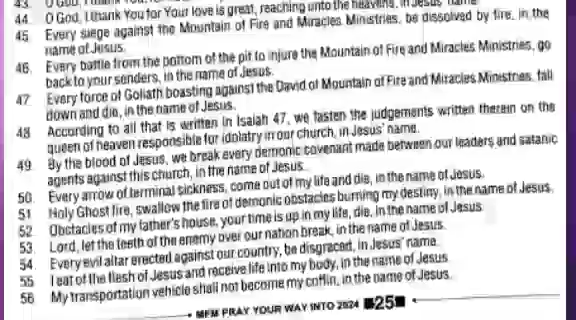 43. O God, I thank You for
44. O God, I thank You for Your love is great, reaching unto the heavens, in Jesus' name
45 Every siege against the Mountain of Fire and Miracles Ministries, be dissolved by fire, in the
name of Jesus.
46. Every battle from the bottom of the pit to injure the Mountain of Fire and Miracles Ministries, go
back to your senders, in the name of Jesus.
47 Every force of Goliath boasting against the David of Mountain of Fire and Miracles Ministries, fall
down and die, in the name of Jesus.
48 According to all that is written in Isaiah 47, we fasten the judgements written therein on the
queen of heaven responsible for idolatry in our church, in Jesus' name.
49 By the blood of Jesus, we break every demonic covenant made between our leaders and satanic
agents against this church, in the name of Jesus.
50. Every arrow of terminal sickness, come out of my life and die, in the name of Jesus.
51 Holy Ghost fire, swallow the fire of demonic obstacles burning my destiny, in the name of Jesus.
52 Obstacles of my father's house, your time is up in my life, die, in the name of Jesus
53. Lord, let the teeth of the enemy over our nation break, in the name of Jesus.
54. Every evil altar erected against our country, be disgraced, in Jesus' name.
55 I eat of the flesh of Jesus and receive life into my body, in the name of Jesus
56 My transportation vehicle shall not become my coffin, in the name of Jesus.
• MFM PRAY YOUR WAY INTO 2024 ■25■ •